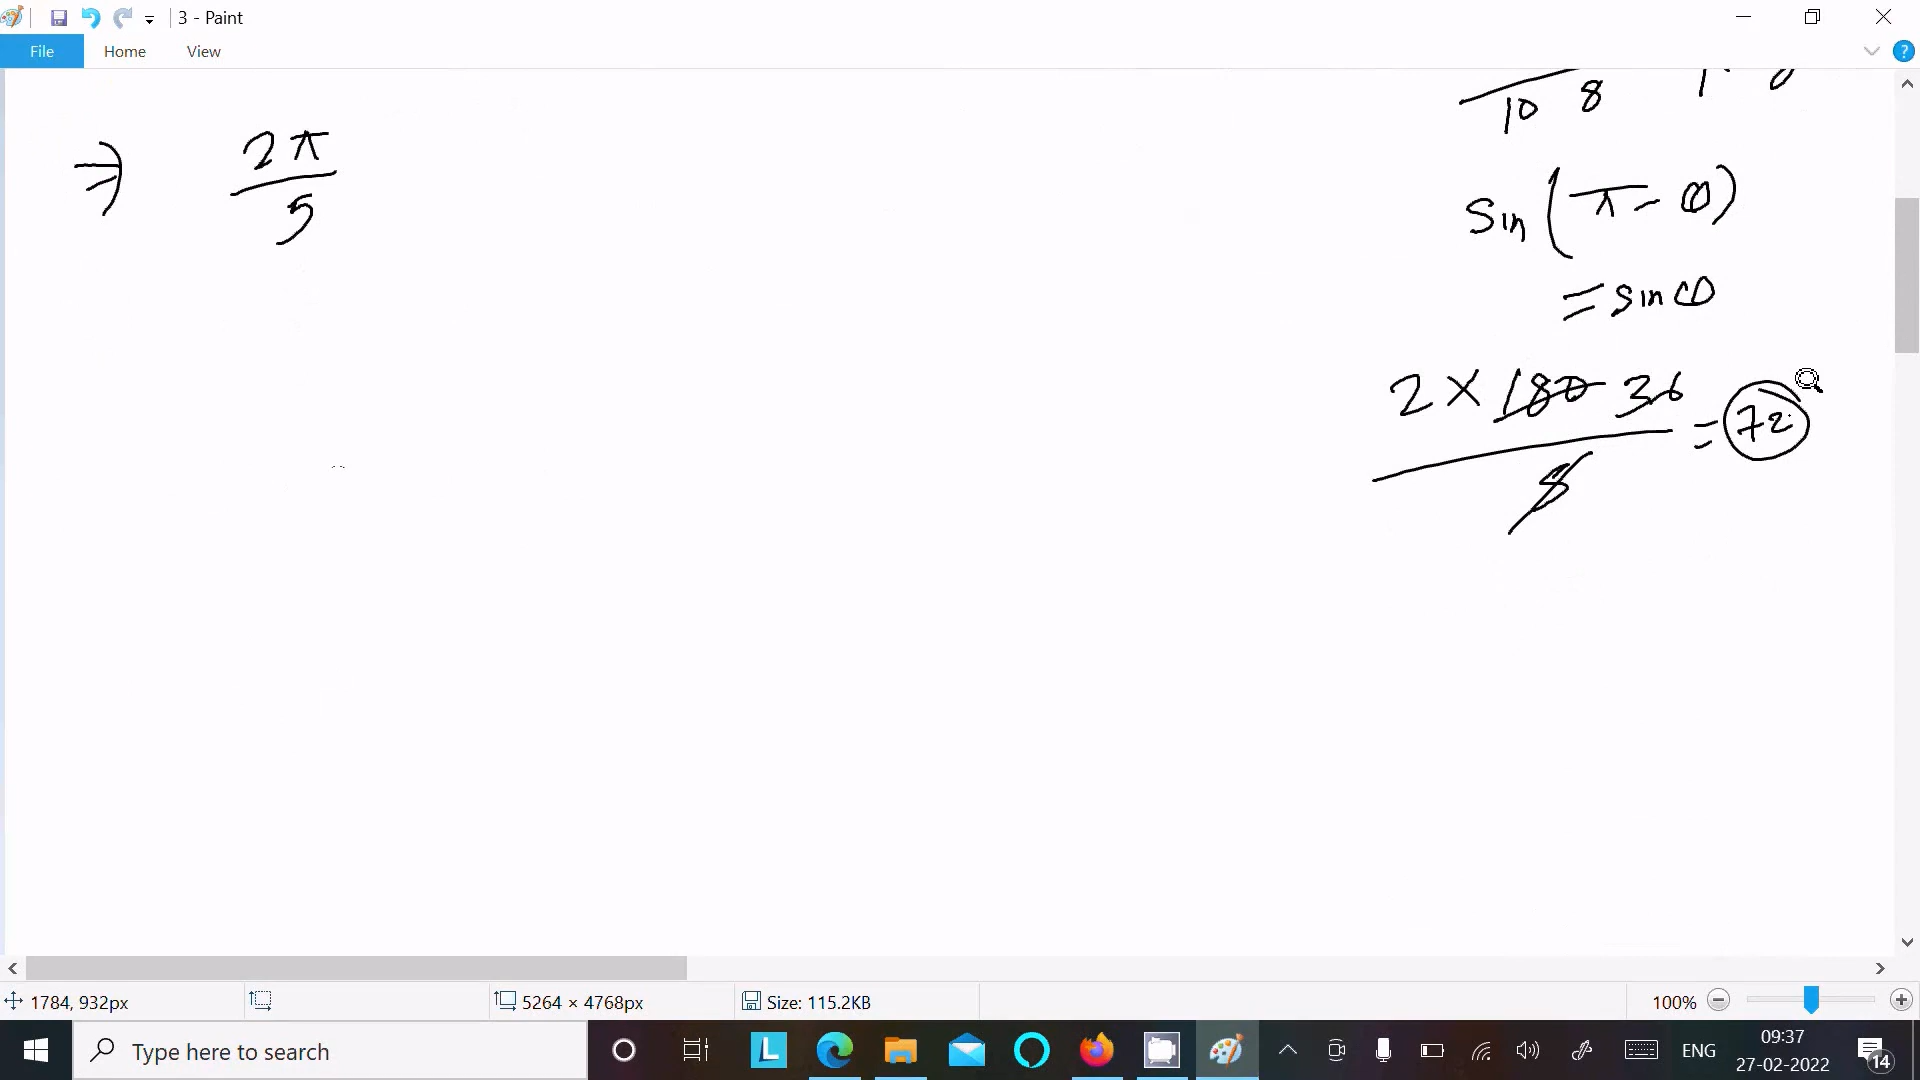 3 - Paint
File Home View
10 8
⇒ 2π
5
sin (π - θ)
= sin θ
2 × 180 36
= 72
5
1784, 932px
5264 × 4768px
Size: 115.2KB
100%
Type here to search
L
ENG
09:37
27-02-2022
14